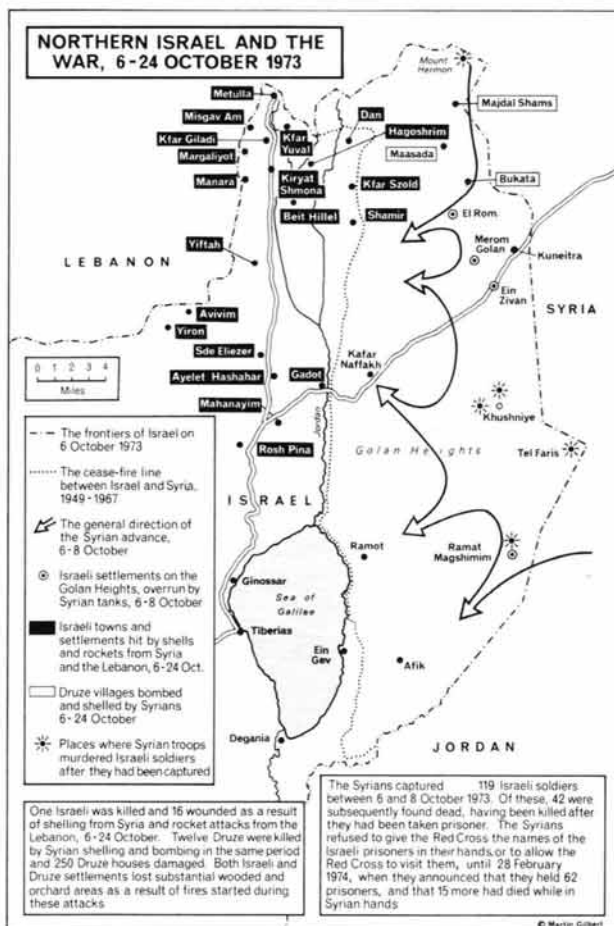 NORTHERN ISRAEL AND THE
WAR, 6-24 OCTOBER 1973
Mount
Hermon
Metulla
Misgav Am
Kfar Giladi
Margaliyot
Manara
Kfar
Yuval
Kiryat
Shmona
Beit Hillel
Dan
Hagoshrim
Maasada
Kfar Szold
Shamir
Majdal Shams
Bukata
El Rom
Merom
Golan
Kuneitra
Ein
Zivan
LEBANON
SYRIA
Yiftah
Avivim
Yiron
Sde Eliezer
Ayelet Hashahar
Gadot
Mahanayim
Rosh Pina
Kafar
Naffakh
Khushniye
Tel Faris
Golan Heights
Jordan
ISRAEL
Ramot
Ramat
Magshimim
Ginossar
Sea of
Galilee
Tiberias
Ein
Gev
Afik
Degania
JORDAN
0 1 2 3 4
Miles
The frontiers of Israel on
6 October 1973
The cease-fire line
between Israel and Syria,
1949-1967
The general direction of
the Syrian advance,
6-8 October
Israeli settlements on the
Golan Heights, overrun by
Syrian tanks, 6-8 October
Israeli towns and
settlements hit by shells
and rockets from Syria
and the Lebanon, 6-24 Oct.
Druze villages bombed
and shelled by Syrians
6-24 October
Places where Syrian troops
murdered Israeli soldiers
after they had been captured
One Israeli was killed and 16 wounded as a result
of shelling from Syria and rocket attacks from the
Lebanon, 6-24 October. Twelve Druze were killed
by Syrian shelling and bombing in the same period
and 250 Druze houses damaged. Both Israeli and
Druze settlements lost substantial wooded and
orchard areas as a result of fires started during
these attacks
The Syrians captured 119 Israeli soldiers
between 6 and 8 October 1973. Of these, 42 were
subsequently found dead, having been killed after
they had been taken prisoner. The Syrians
refused to give the Red Cross the names of the
Israeli prisoners in their hands, or to allow the
Red Cross to visit them, until 28 February
1974, when they announced that they held 62
prisoners, and that 15 more had died while in
Syrian hands
© Martin Gilbert